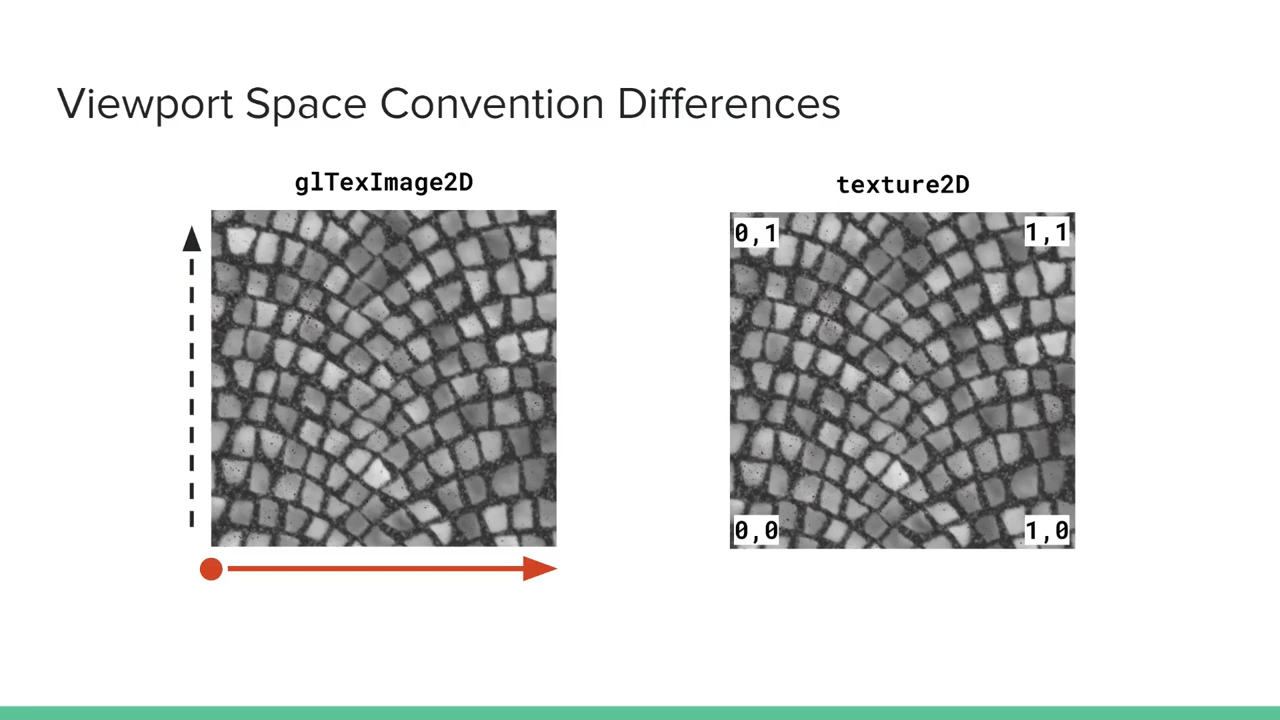 Viewport Space Convention Differences
glTexImage2D
texture2D
0,1
1,1
0,0
1,0